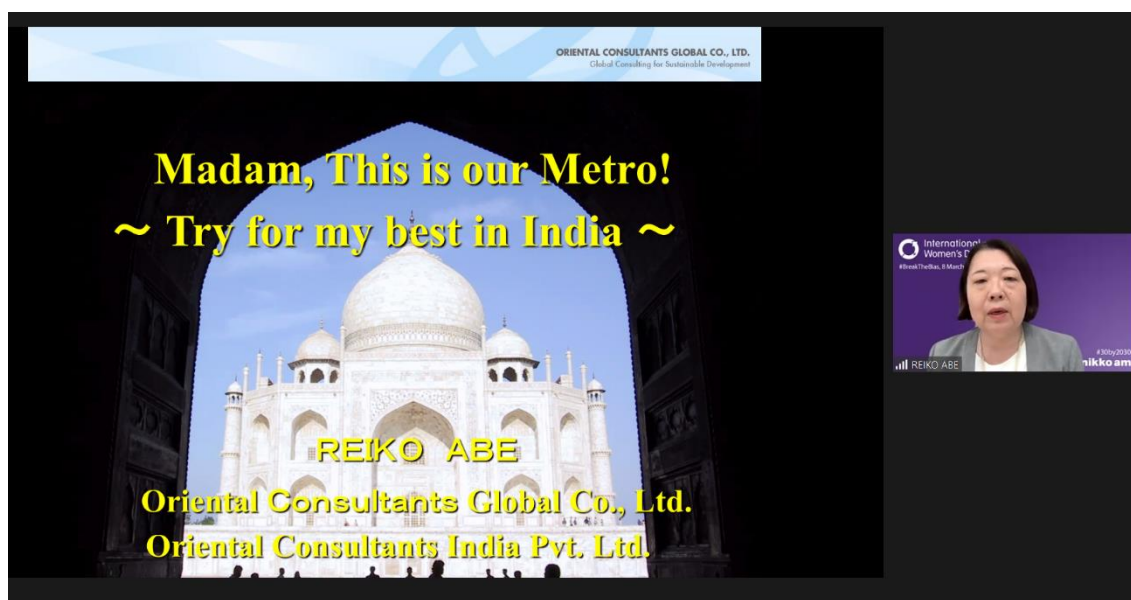 ORIENTAL CONSULTANTS GLOBAL CO., LTD.
Global Consulting for Sustainable Development
Madam, This is our Metro!
～ Try for my best in India ～
REIKO ABE
Oriental Consultants Global Co., Ltd.
Oriental Consultants India Pvt. Ltd.
International
Women's D
#BreakTheBias, 8 March
#30by2030
nikko am
REIKO ABE